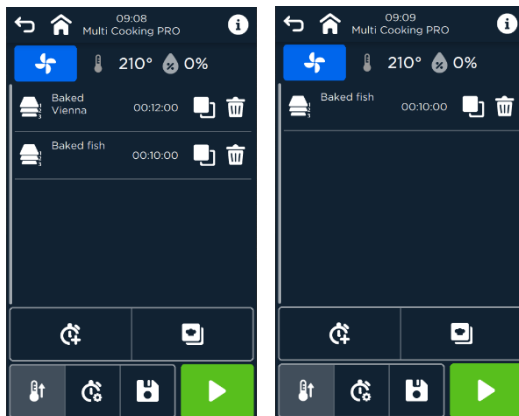 09:08
Multi Cooking PRO
210° 0%
Baked
Vienna
00:12:00
Baked fish
00:10:00
09:09
Multi Cooking PRO
210° 0%
Baked fish
00:10:00